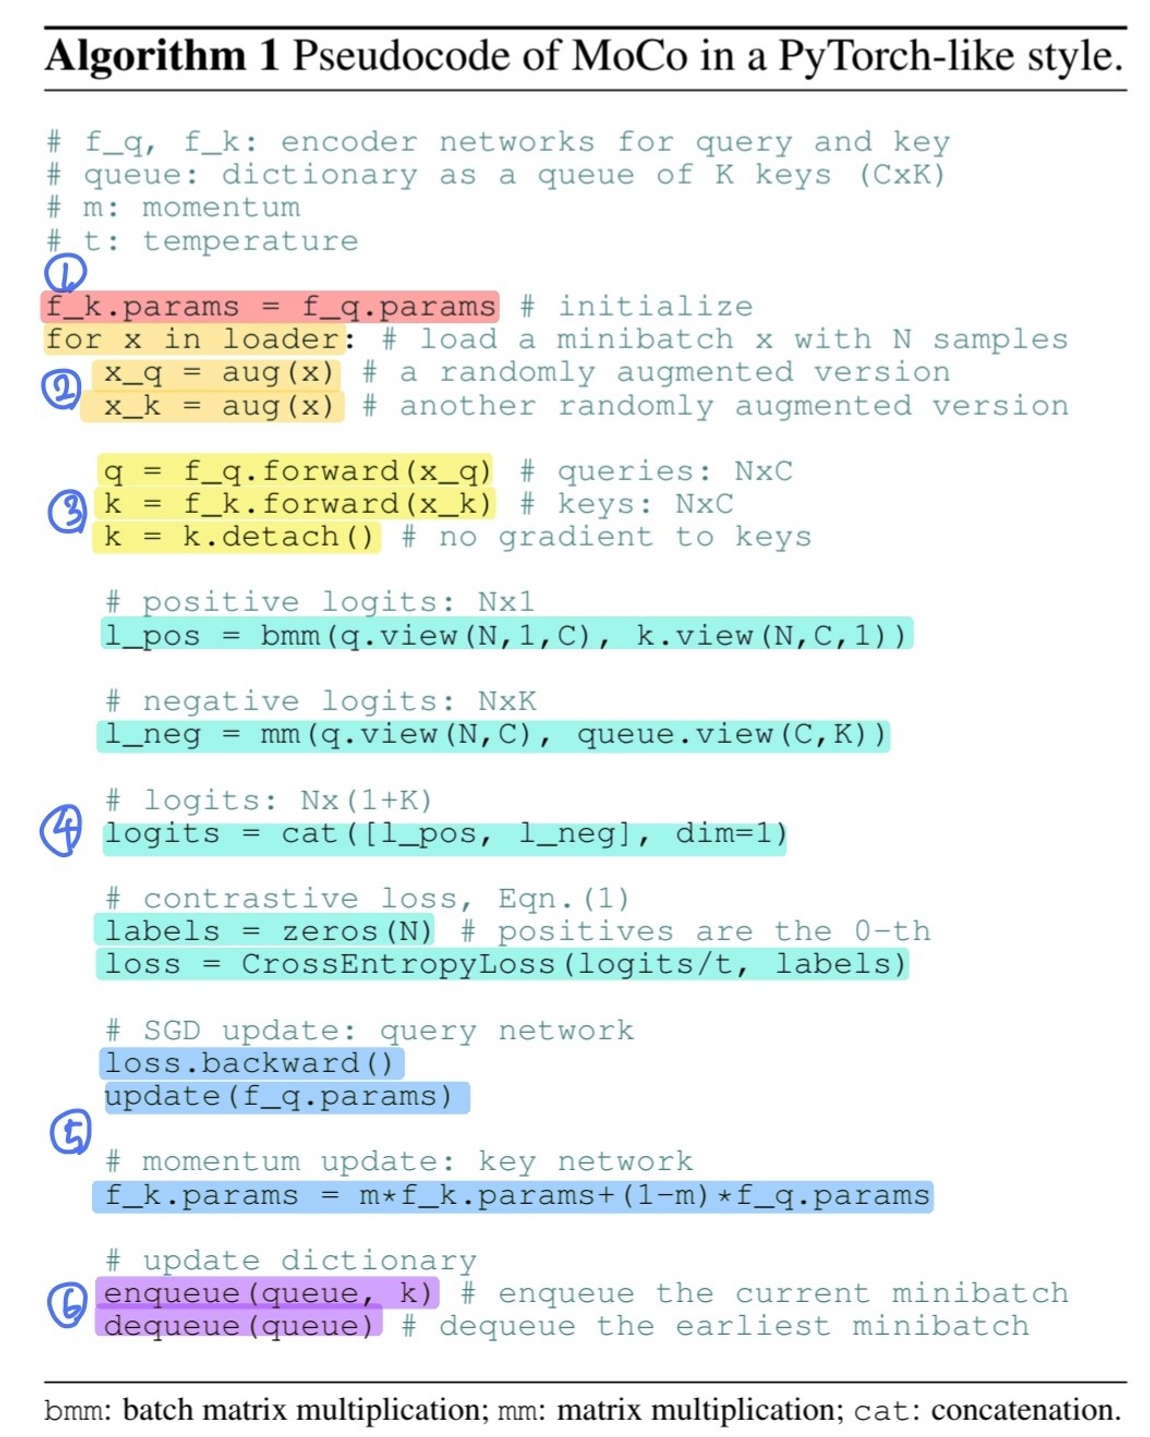 Algorithm 1 Pseudocode of MoCo in a PyTorch-like style.
# f_q, f_k: encoder networks for query and key
# queue: dictionary as a queue of K keys (CxK)
# m: momentum
# t: temperature
①
f_k.params = f_q.params # initialize
for x in loader: # load a minibatch x with N samples
② x_q = aug(x) # a randomly augmented version
x_k = aug(x) # another randomly augmented version
q = f_q.forward(x_q) # queries: NxC
③ k = f_k.forward(x_k) # keys: NxC
k = k.detach() # no gradient to keys
# positive logits: Nx1
l_pos = bmm(q.view(N,1,C), k.view(N,C,1))
# negative logits: NxK
l_neg = mm(q.view(N,C), queue.view(C,K))
# logits: Nx(1+K)
④ logits = cat([l_pos, l_neg], dim=1)
# contrastive loss, Eqn.(1)
labels = zeros(N) # positives are the 0-th
loss = CrossEntropyLoss(logits/t, labels)
# SGD update: query network
loss.backward()
update(f_q.params)
⑤
# momentum update: key network
f_k.params = m*f_k.params+(1-m)*f_q.params
# update dictionary
⑥ enqueue(queue, k) # enqueue the current minibatch
dequeue(queue) # dequeue the earliest minibatch
bmm: batch matrix multiplication; mm: matrix multiplication; cat: concatenation.